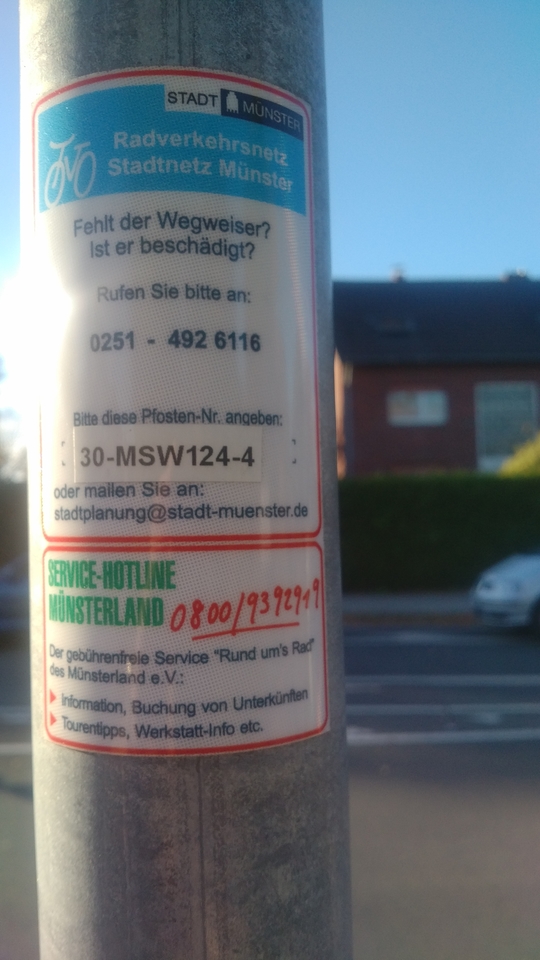 STADT MÜNSTER
Radverkehrsnetz
Stadtnetz Münster
Fehlt der Wegweiser?
Ist er beschädigt?
Rufen Sie bitte an:
0251 - 492 6116
Bitte diese Pfosten-Nr. angeben:
30-MSW124-4
oder mailen Sie an:
stadtplanung@stadt-muenster.de
SERVICE-HOTLINE
MÜNSTERLAND 0800/9392919
Der gebührenfreie Service "Rund um's Rad"
des Münsterland e.V.:
Information, Buchung von Unterkünften
Tourentipps, Werkstatt-Info etc.